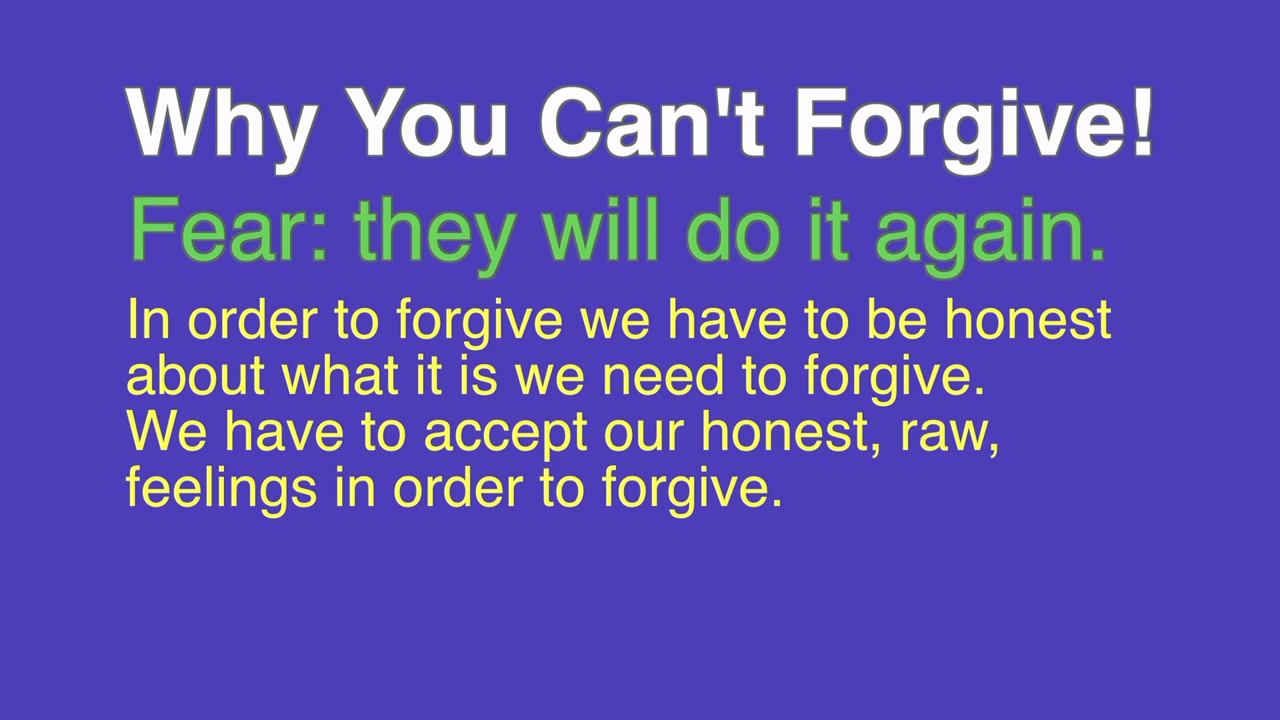 Why You Can't Forgive!
Fear: they will do it again.
In order to forgive we have to be honest
about what it is we need to forgive.
We have to accept our honest, raw,
feelings in order to forgive.